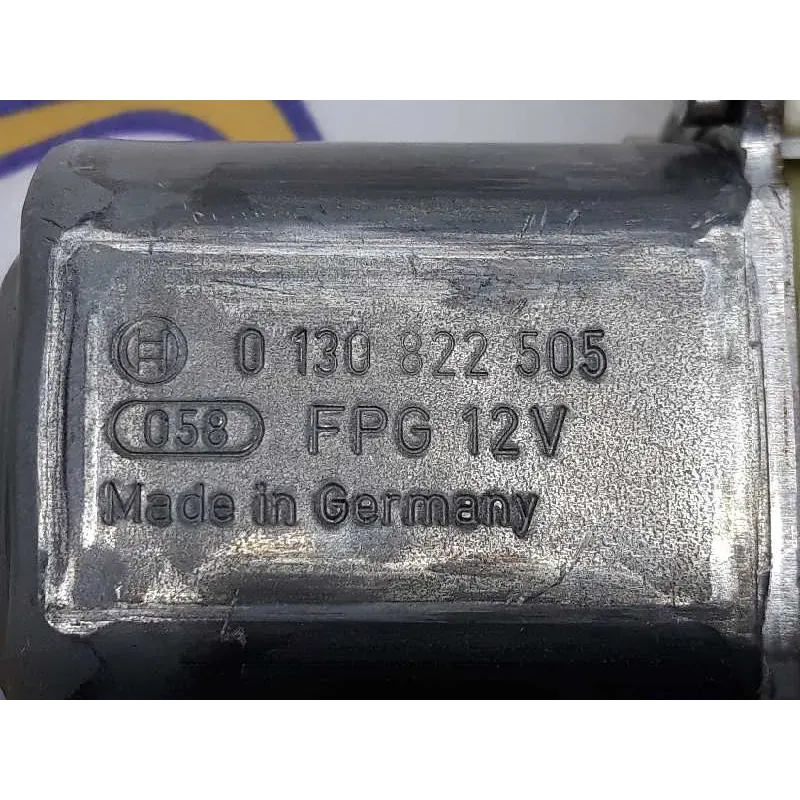 0 130 822 505
058 FPG 12V
Made in Germany